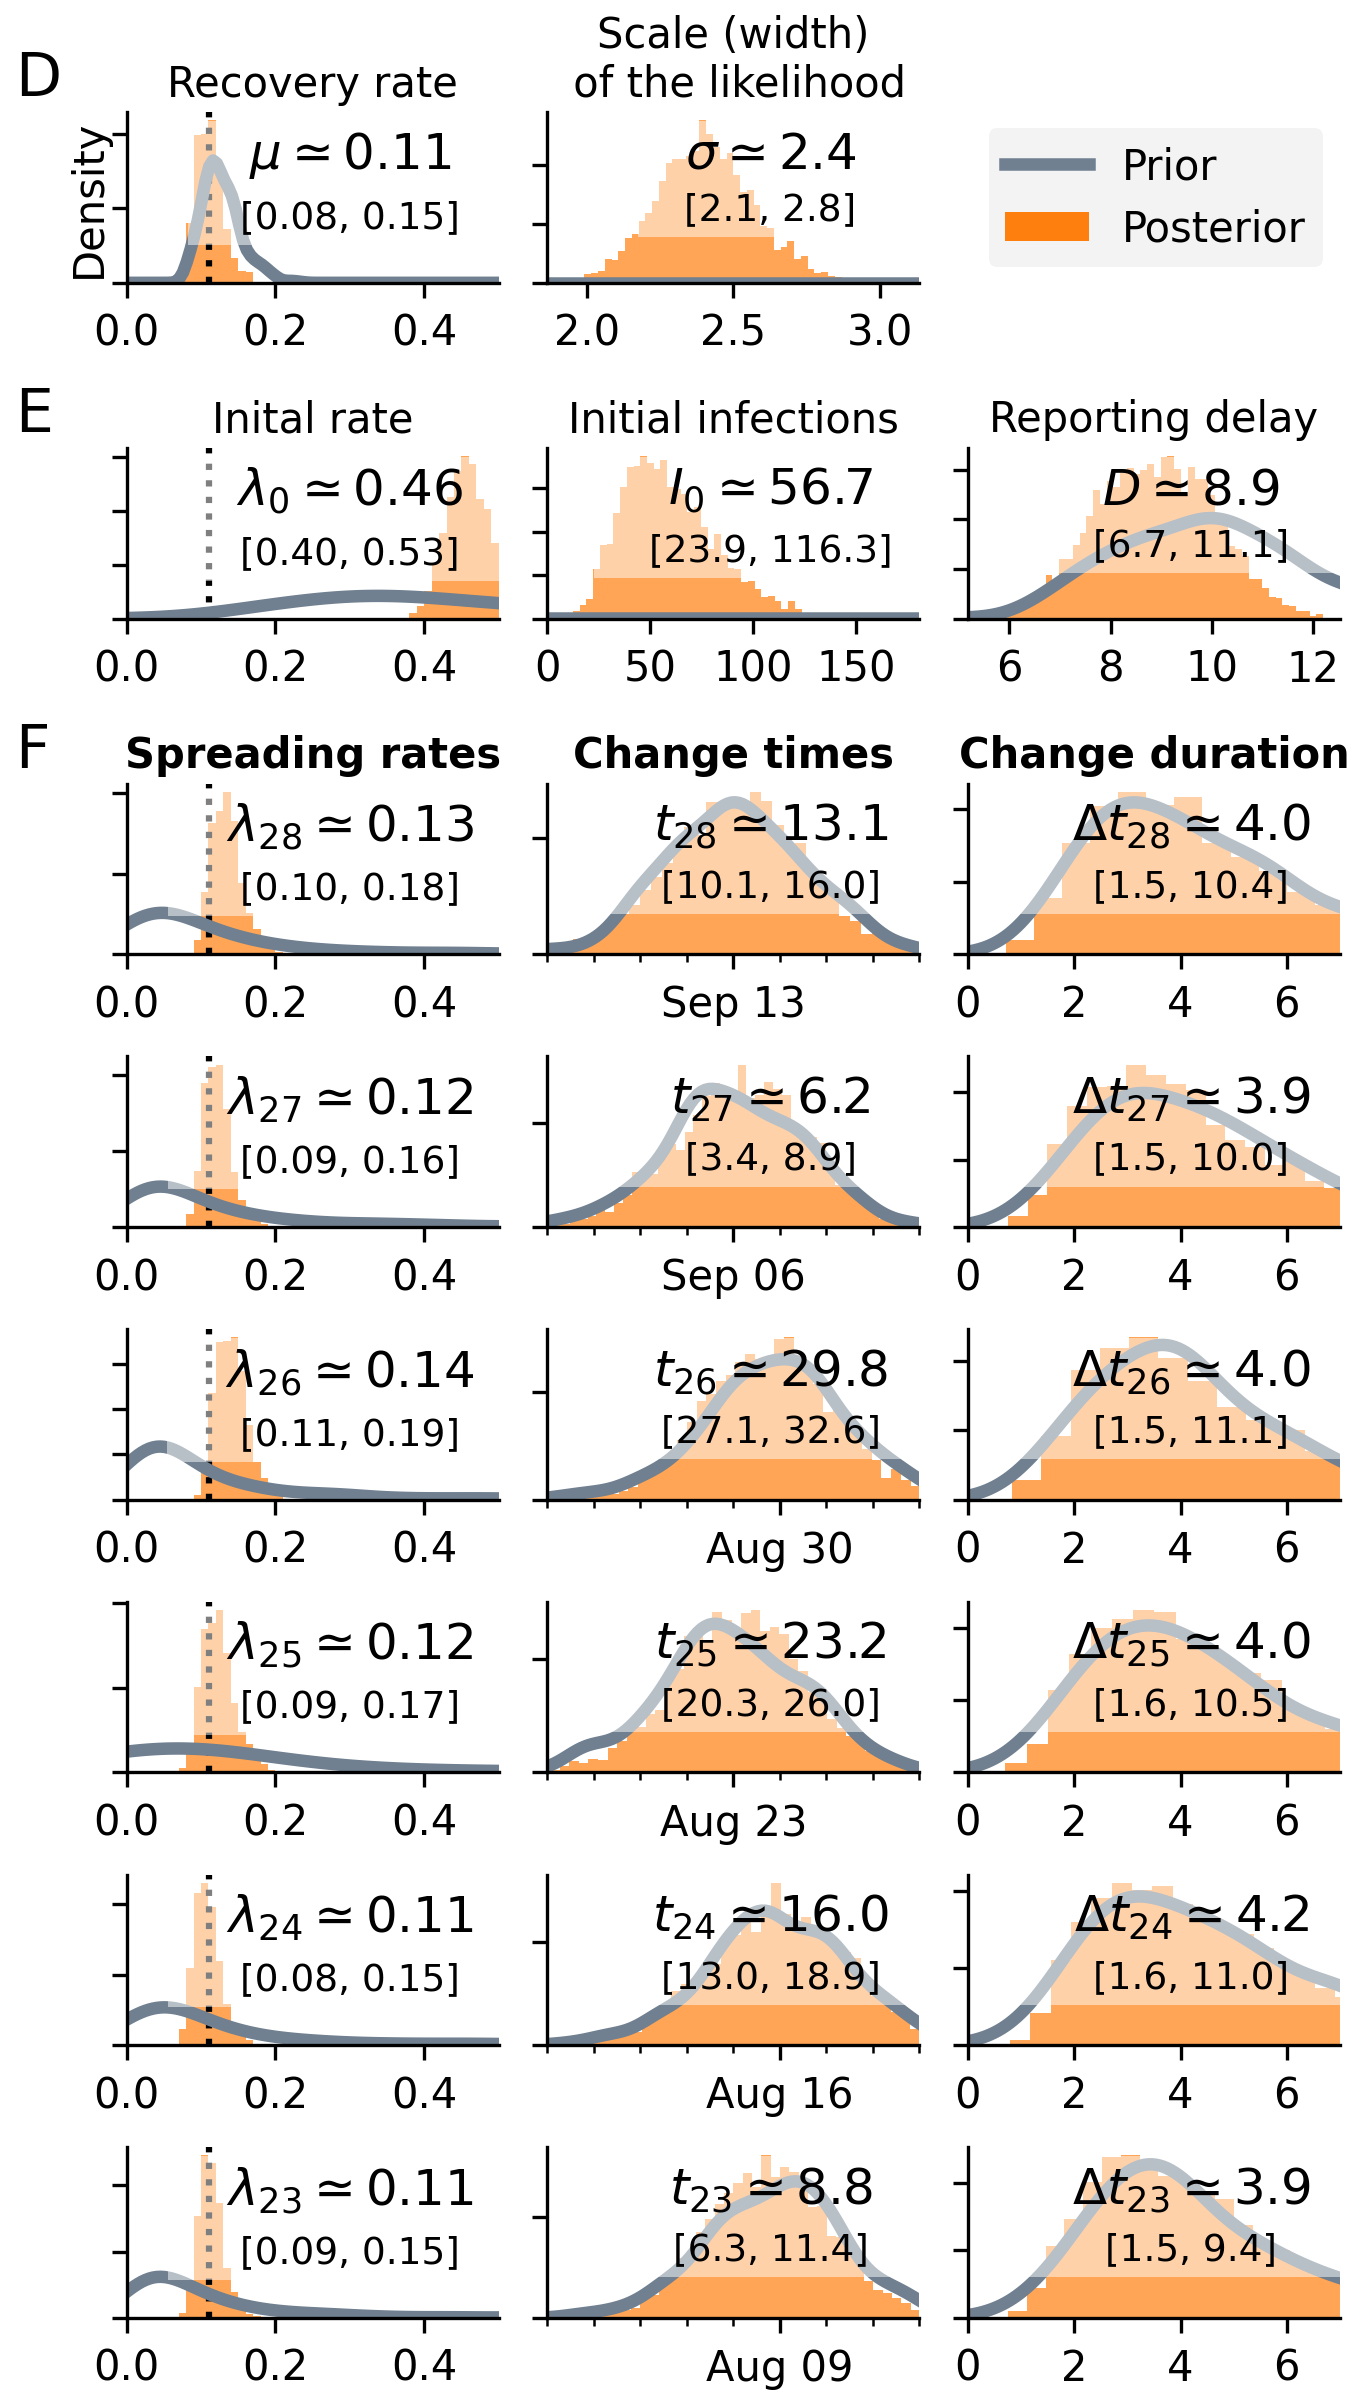 D
Recovery rate
Scale (width)
of the likelihood
Density
μ ≃ 0.11
[0.08, 0.15]
0.0 0.2 0.4
σ ≃ 2.4
[2.1, 2.8]
2.0 2.5 3.0
Prior
Posterior
E
Inital rate
λ0 ≃ 0.46
[0.40, 0.53]
0.0 0.2 0.4
Initial infections
I0 ≃ 56.7
[23.9, 116.3]
0 50 100 150
Reporting delay
D ≃ 8.9
[6.7, 11.1]
6 8 10 12
F
Spreading rates
Change times
Change duration
λ28 ≃ 0.13
[0.10, 0.18]
0.0 0.2 0.4
t28 ≃ 13.1
[10.1, 16.0]
Sep 13
Δt28 ≃ 4.0
[1.5, 10.4]
0 2 4 6
λ27 ≃ 0.12
[0.09, 0.16]
0.0 0.2 0.4
t27 ≃ 6.2
[3.4, 8.9]
Sep 06
Δt27 ≃ 3.9
[1.5, 10.0]
0 2 4 6
λ26 ≃ 0.14
[0.11, 0.19]
0.0 0.2 0.4
t26 ≃ 29.8
[27.1, 32.6]
Aug 30
Δt26 ≃ 4.0
[1.5, 11.1]
0 2 4 6
λ25 ≃ 0.12
[0.09, 0.17]
0.0 0.2 0.4
t25 ≃ 23.2
[20.3, 26.0]
Aug 23
Δt25 ≃ 4.0
[1.6, 10.5]
0 2 4 6
λ24 ≃ 0.11
[0.08, 0.15]
0.0 0.2 0.4
t24 ≃ 16.0
[13.0, 18.9]
Aug 16
Δt24 ≃ 4.2
[1.6, 11.0]
0 2 4 6
λ23 ≃ 0.11
[0.09, 0.15]
0.0 0.2 0.4
t23 ≃ 8.8
[6.3, 11.4]
Aug 09
Δt23 ≃ 3.9
[1.5, 9.4]
0 2 4 6